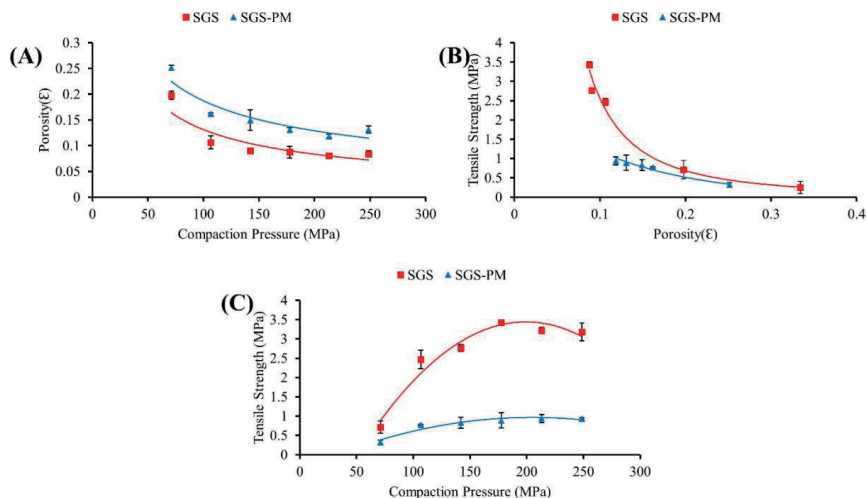 SGS SGS-PM
(A)
Porosity(Ɛ)
0.3
0.25
0.2
0.15
0.1
0.05
0
0 50 100 150 200 250 300
Compaction Pressure (MPa)
SGS SGS-PM
(B)
Tensile Strength (MPa)
4
3.5
3
2.5
2
1.5
1
0.5
0
0 0.1 0.2 0.3 0.4
Porosity(Ɛ)
SGS SGS-PM
(C)
Tensile Strength (MPa)
4
3.5
3
2.5
2
1.5
1
0.5
0
0 50 100 150 200 250 300
Compaction Pressure (MPa)